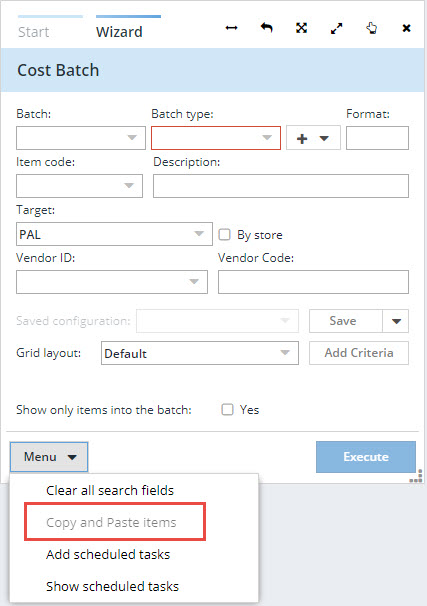 Start Wizard
Cost Batch
Batch: Batch type: Format:
Item code: Description:
Target:
PAL By store
Vendor ID: Vendor Code:
Saved configuration: Save
Grid layout: Default Add Criteria
Show only items into the batch: Yes
Menu Execute
Clear all search fields
Copy and Paste items
Add scheduled tasks
Show scheduled tasks